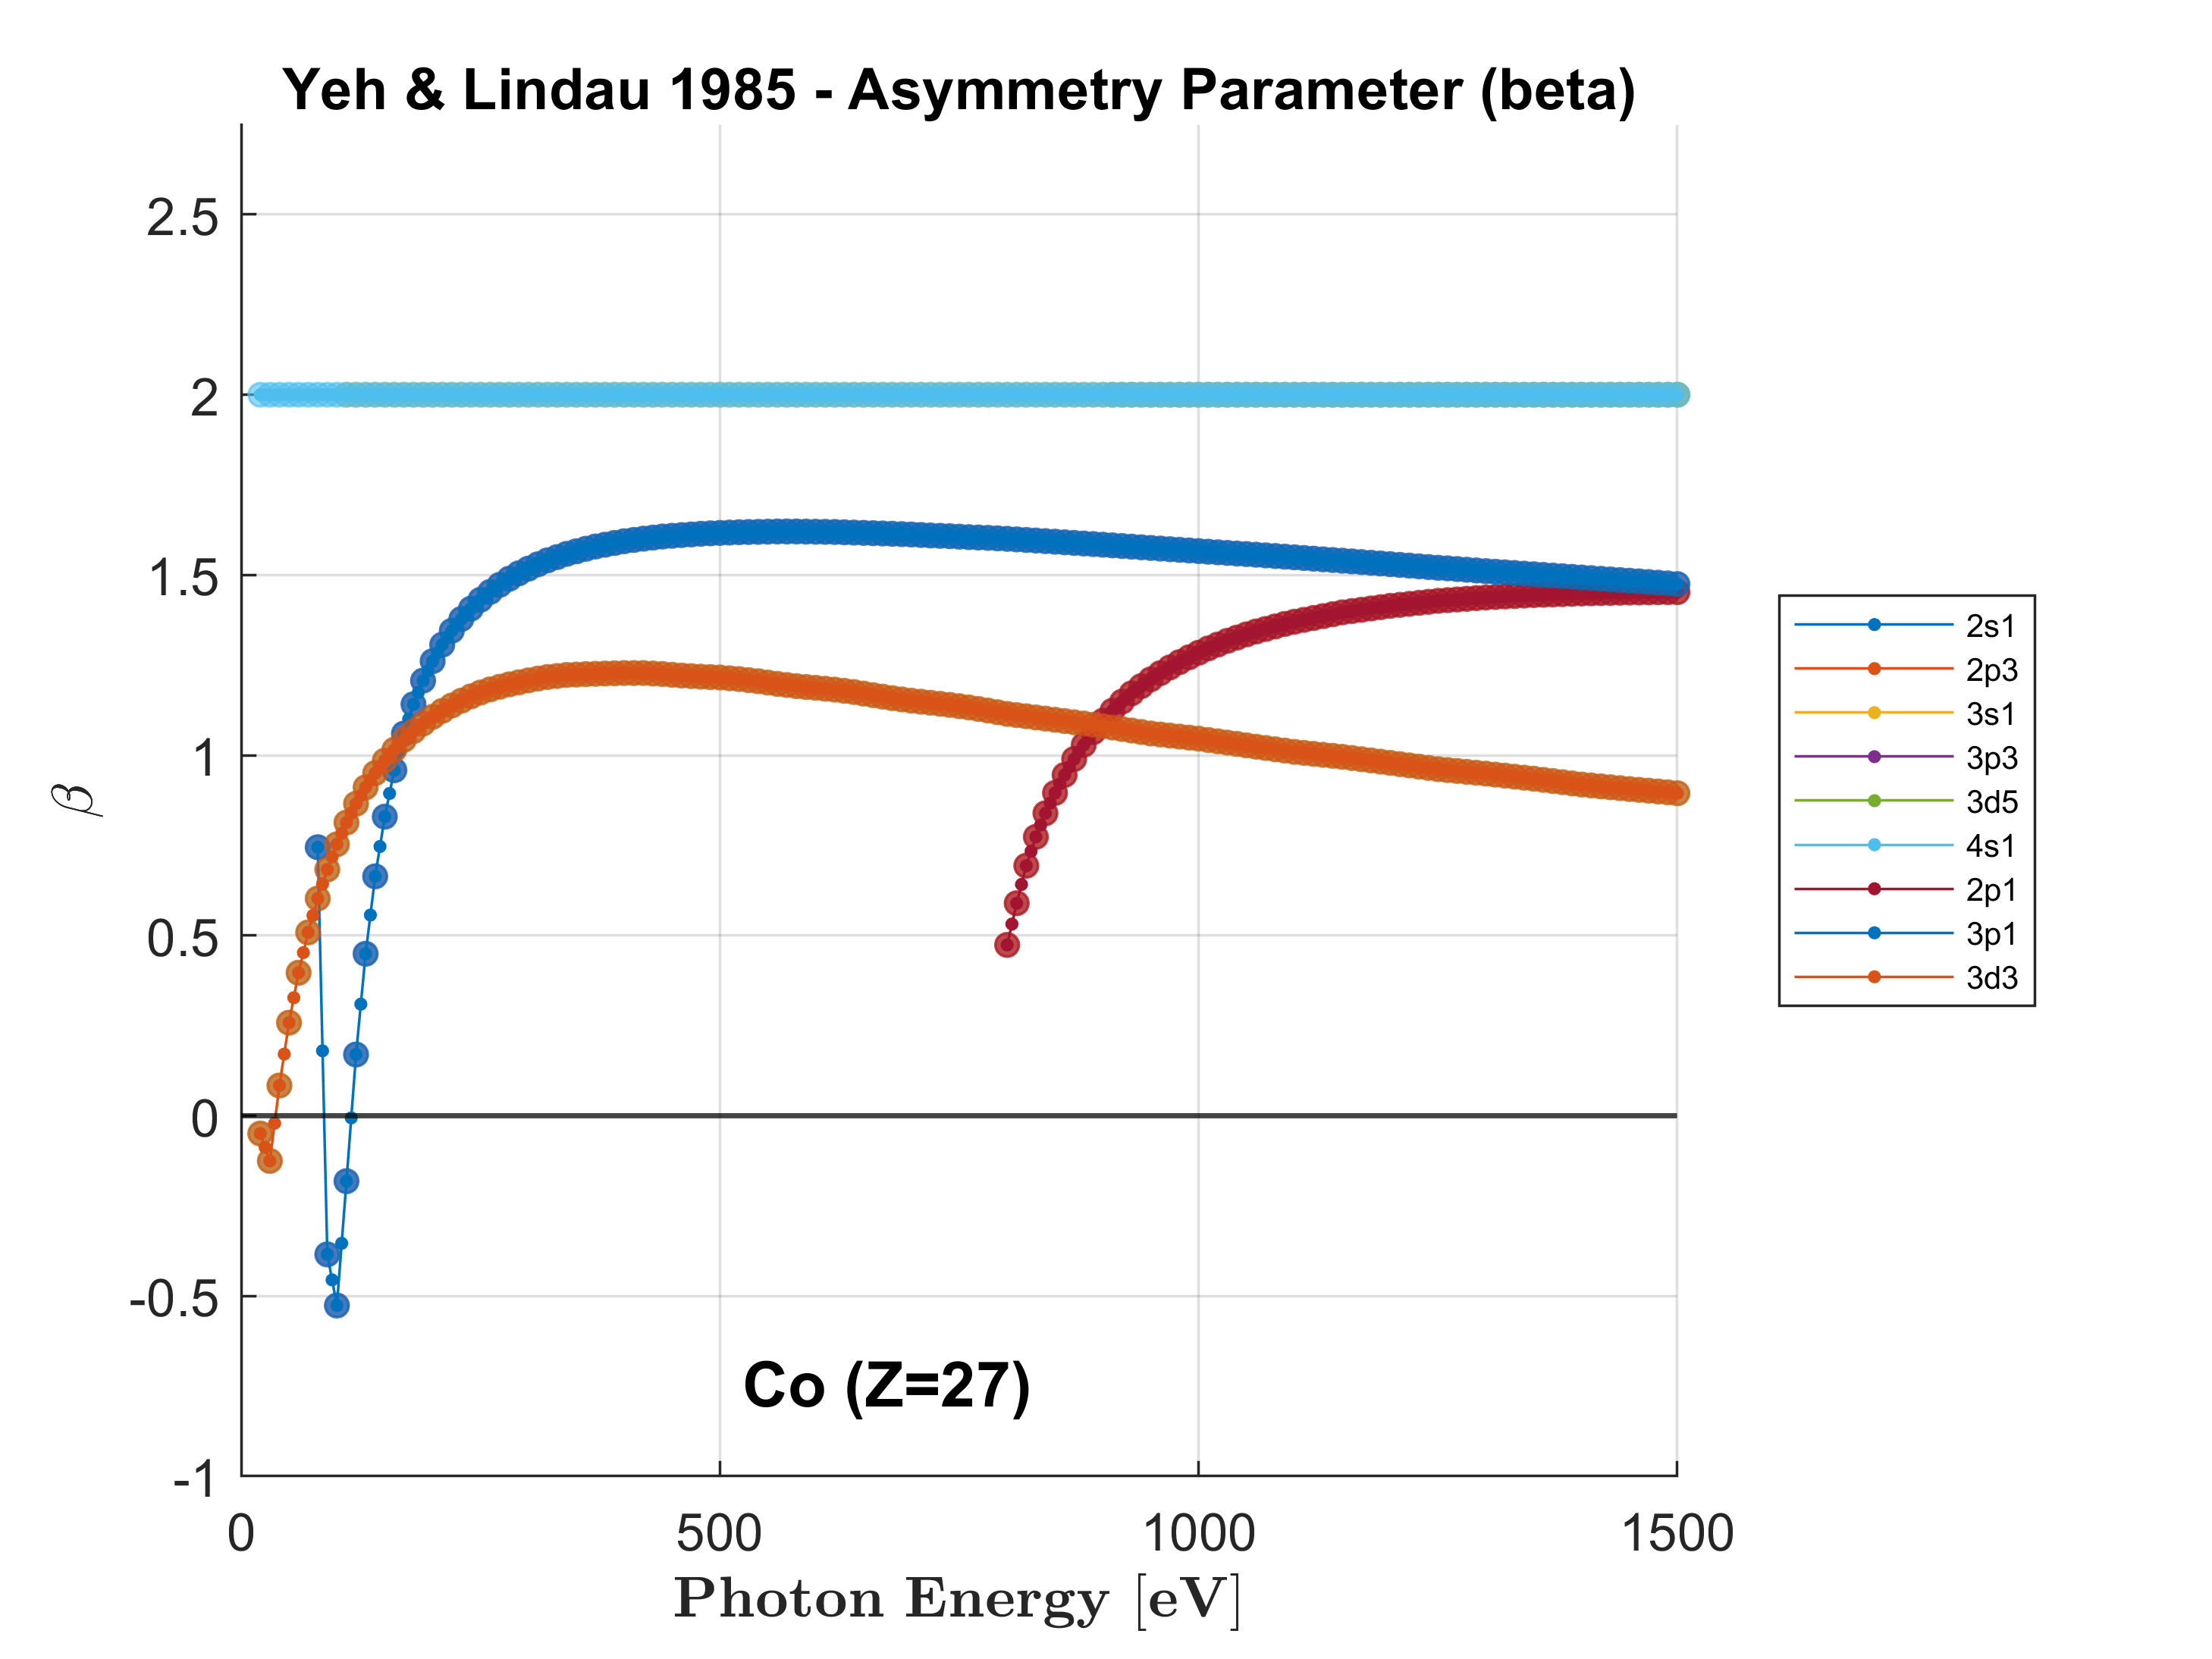 Yeh & Lindau 1985 - Asymmetry Parameter (beta)
2.5
2
1.5
1
0.5
0
-0.5
-1
β
0 500 1000 1500
Photon Energy [eV]
Co (Z=27)
2s1
2p3
3s1
3p3
3d5
4s1
2p1
3p1
3d3